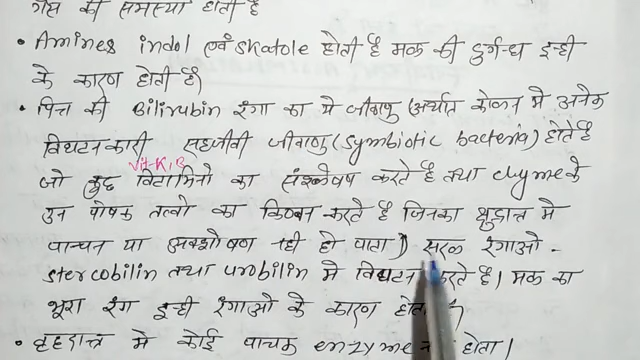 गैस की समस्या होती है
• Amines indol एवं skatole होती है मल की दुर्गन्ध इन्ही
के कारण होती है।
• पित्त की Bilirubin रंगा का मे जीवाणु (अर्थात कोलन मे अनेक
विघटनकारी सहजीवी जीवाणु (symbiotic bacteria) होते है
Vit-K, B
जो कुछ विटामिनो का संश्लेषण करते है तथा chyme के
उन पोषक तत्वो का किण्वन करते है जिनका क्षुद्रान्त्र मे
पाचन या अवशोषण नही हो पाता) सरल रंगाओ -
stercobilin तथा urobilin मे विघटन करते है। मल का
भूरा रंग इन्ही रंगाओ के कारण होता
• वृहदान्त्र मे कोई पाचक enzyme होता।